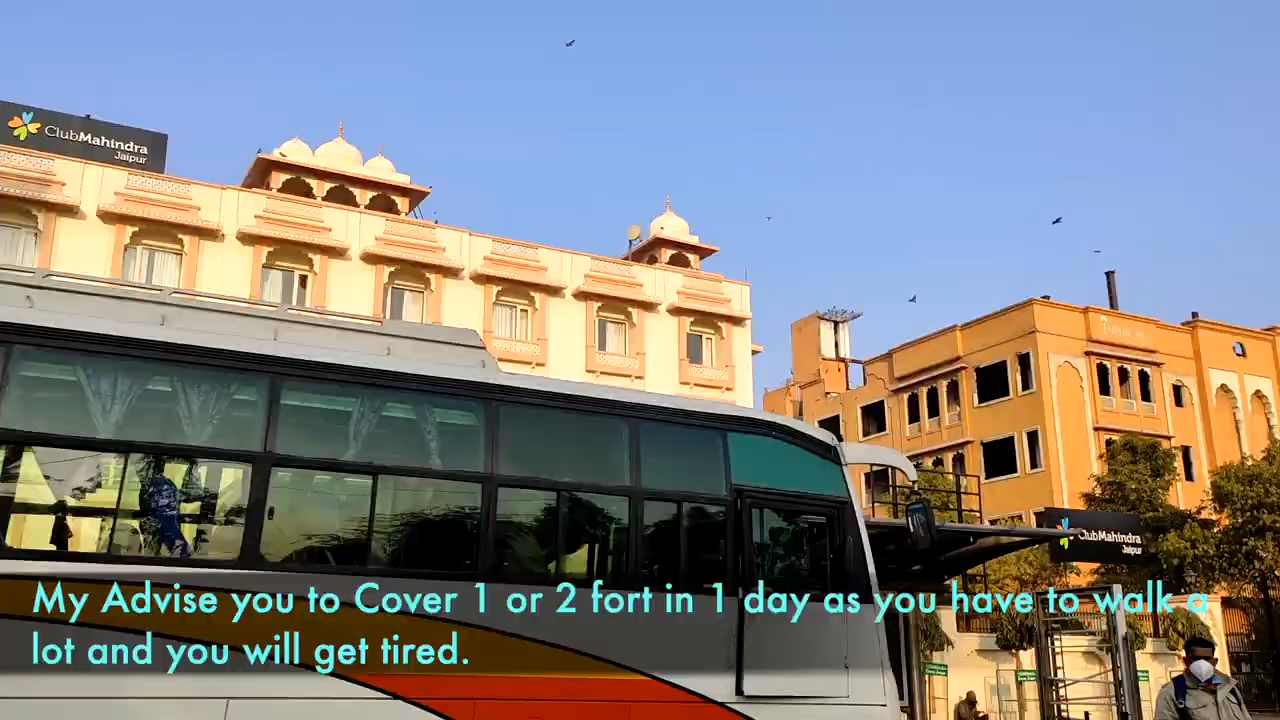 ClubMahindra
Jaipur
ClubMahindra
Jaipur
My Advise you to Cover 1 or 2 fort in 1 day as you have to walk a
lot and you will get tired.